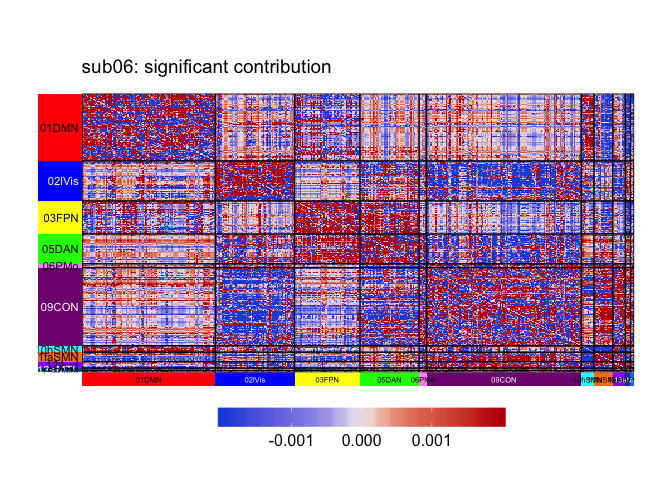 sub06: significant contribution
01DMN
02lVis
03FPN
05DAN
06PMo
09CON
01DMN
02lVis
03FPN
05DAN
06PMo
09CON
-0.001
0.000
0.001